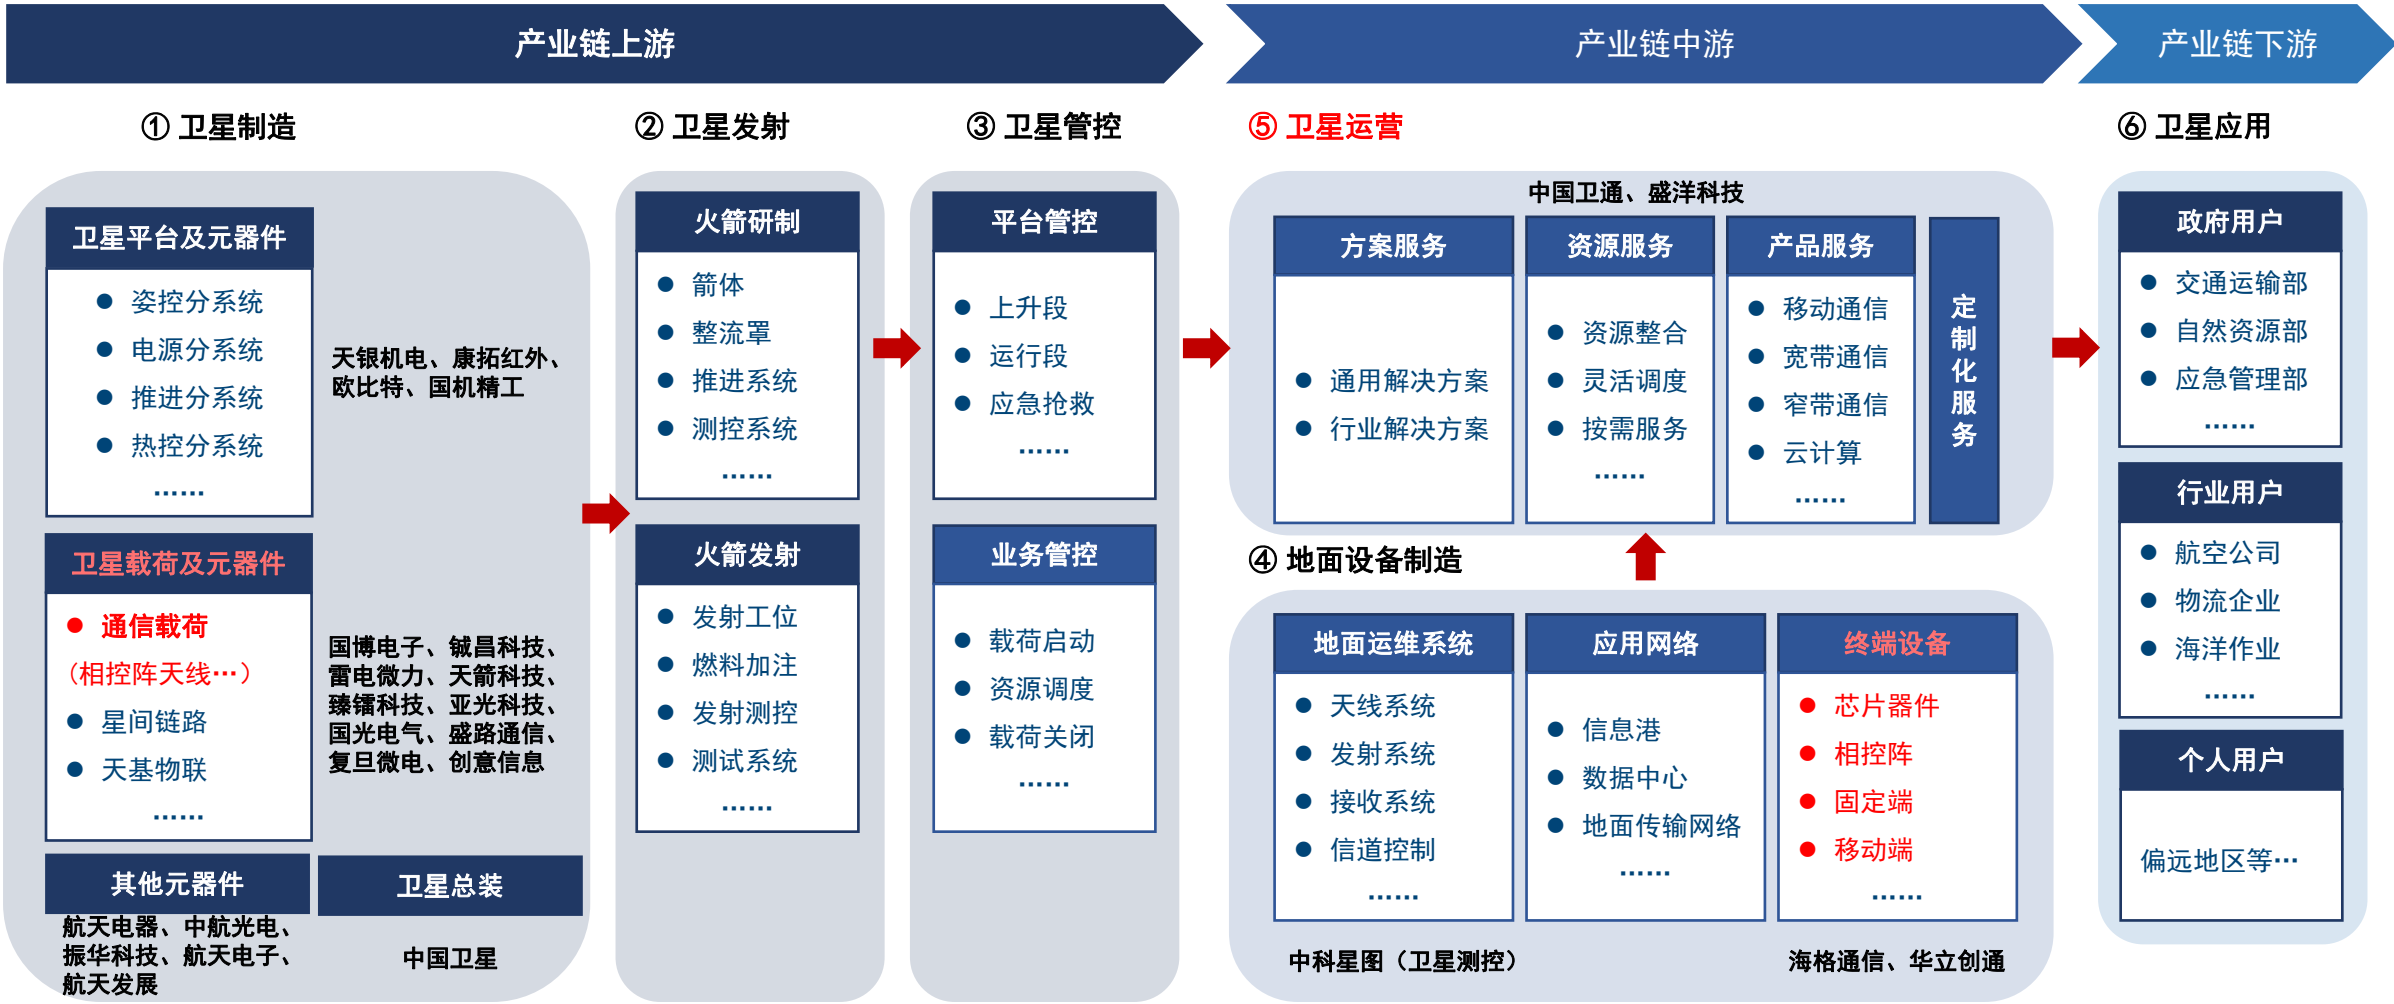 产业链上游
产业链中游
产业链下游
① 卫星制造
卫星平台及元器件
● 姿控分系统
● 电源分系统
● 推进分系统
● 热控分系统
……
天银机电、康拓红外、
欧比特、国机精工
卫星载荷及元器件
● 通信载荷
（相控阵天线…）
● 星间链路
● 天基物联
……
国博电子、铖昌科技、
雷电微力、天箭科技、
臻镭科技、亚光科技、
国光电气、盛路通信、
复旦微电、创意信息
其他元器件
航天电器、中航光电、
振华科技、航天电子、
航天发展
卫星总装
中国卫星
② 卫星发射
火箭研制
● 箭体
● 整流罩
● 推进系统
● 测控系统
……
火箭发射
● 发射工位
● 燃料加注
● 发射测控
● 测试系统
……
③ 卫星管控
平台管控
● 上升段
● 运行段
● 应急抢救
……
业务管控
● 载荷启动
● 载荷启动
● 资源调度
● 载荷关闭
……
⑤ 卫星运营
中国卫通、盛洋科技
方案服务
● 通用解决方案
● 行业解决方案
资源服务
● 资源整合
● 灵活调度
● 按需服务
……
产品服务
● 移动通信
● 宽带通信
● 窄带通信
● 云计算
……
定制化服务
④ 地面设备制造
地面运维系统
● 天线系统
● 发射系统
● 接收系统
● 信道控制
……
中科星图（卫星测控）
应用网络
● 信息港
● 数据中心
● 地面传输网络
……
终端设备
● 芯片器件
● 相控阵
● 固定端
● 移动端
……
海格通信、华立创通
⑥ 卫星应用
政府用户
● 交通运输部
● 自然资源部
● 应急管理部
……
行业用户
● 航空公司
● 物流企业
● 海洋作业
……
个人用户
偏远地区等…